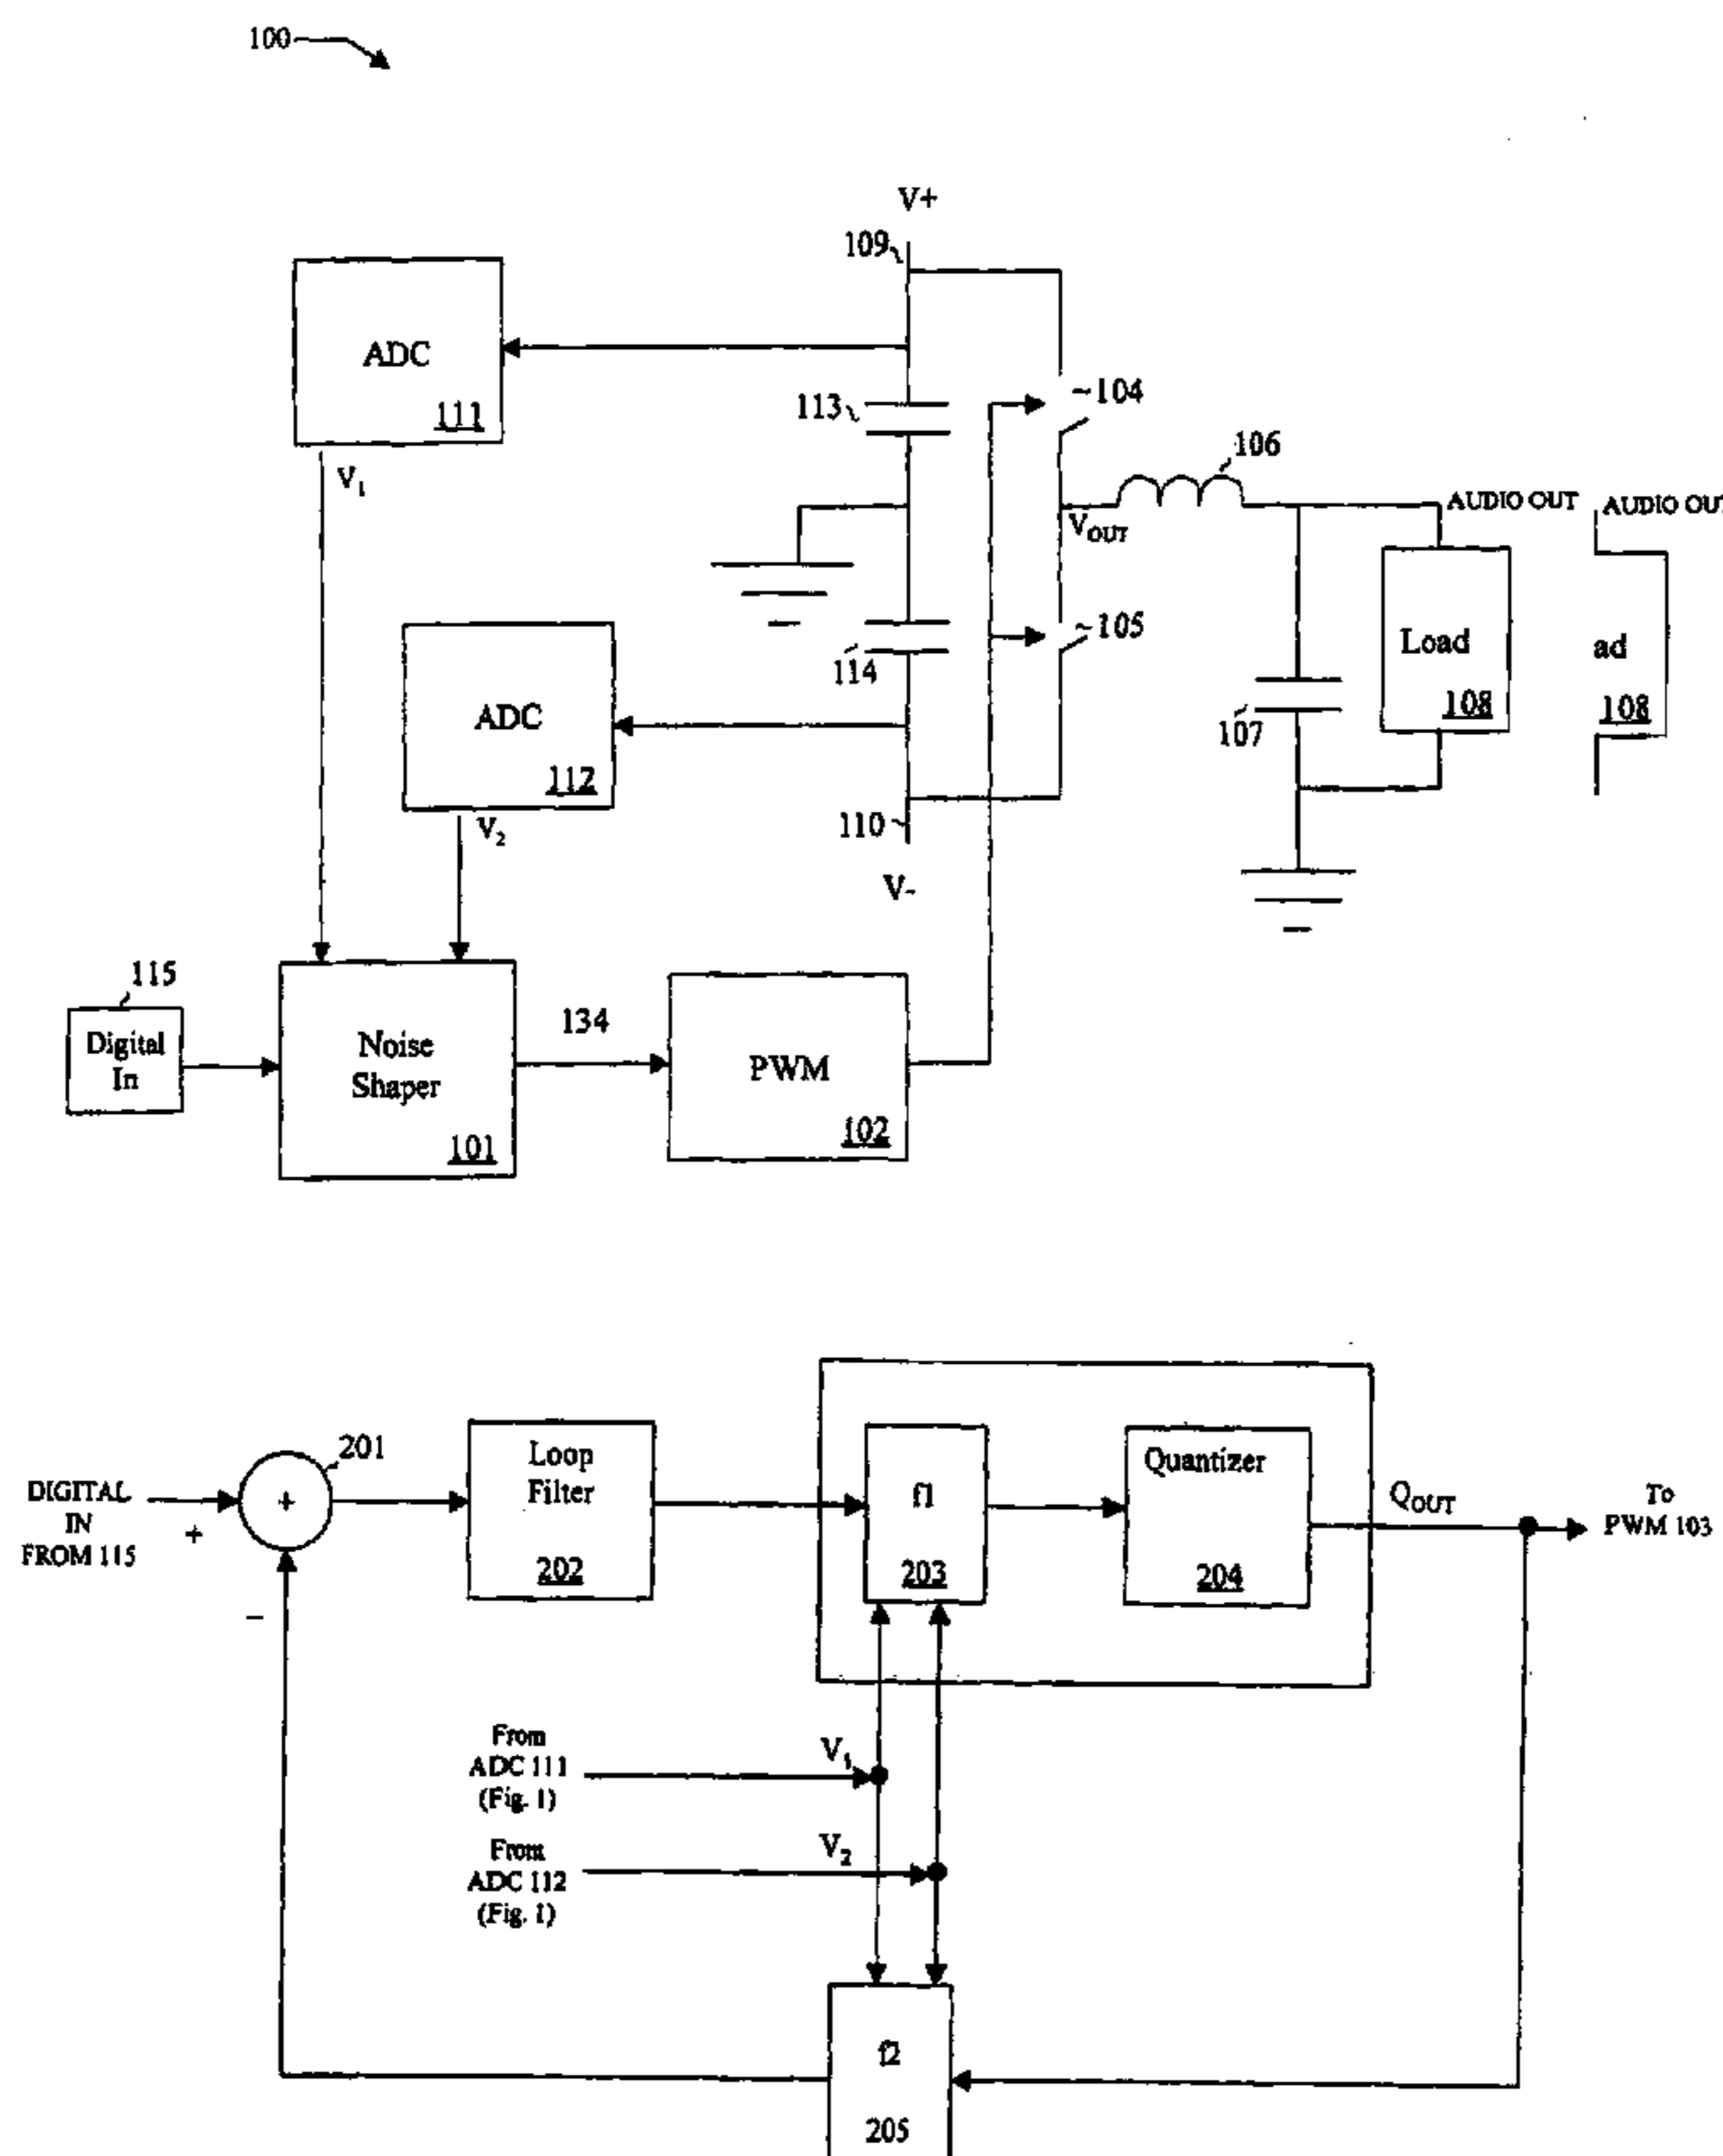 100
V+
109
ADC
111
113
~104
106
V1
VOUT
AUDIO OUT
AUDIO OUT
~105
114
Load
108
ad
108
107
ADC
112
V2
110
V-
115
Digital
In
Noise
Shaper
101
134
PWM
102
201
DIGITAL
IN
FROM 115
+
+
−
Loop
Filter
202
f1
203
Quantizer
204
QOUT
To
PWM 103
From
ADC 111
(Fig. 1)
V1
From
ADC 112
(Fig. 1)
V2
f2
205